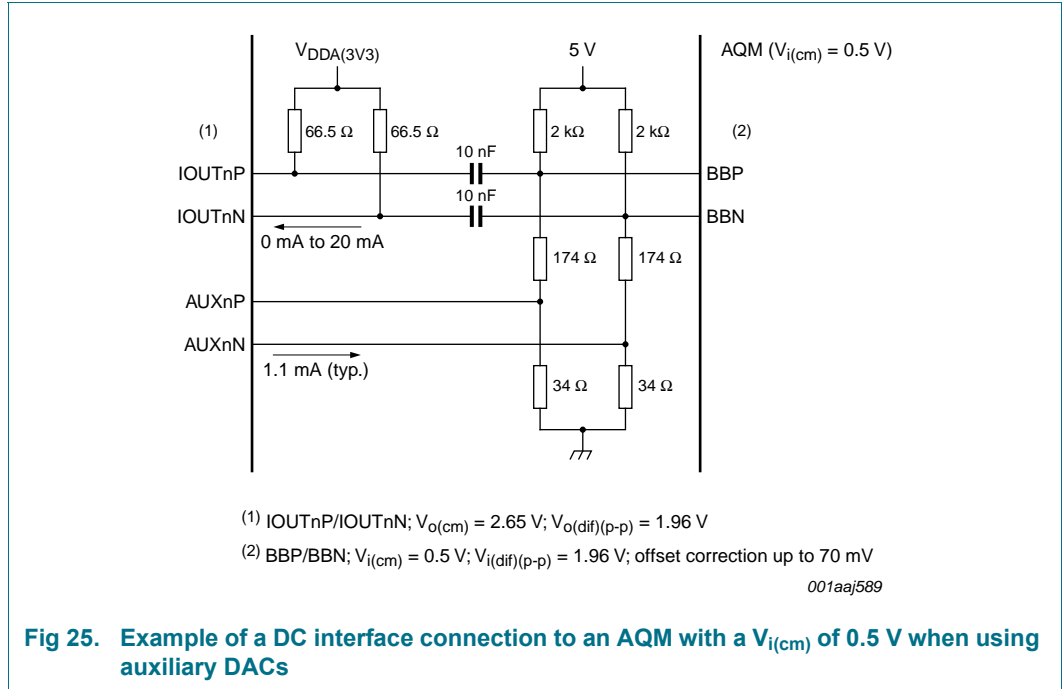 V_DDA(3V3)
5 V
AQM (V_i(cm) = 0.5 V)
(1)
66.5 Ω
66.5 Ω
2 kΩ
2 kΩ
(2)
10 nF
IOUTnP
BBP
10 nF
IOUTnN
BBN
0 mA to 20 mA
174 Ω
174 Ω
AUXnP
AUXnN
1.1 mA (typ.)
34 Ω
34 Ω
(1) IOUTnP/IOUTnN; V_o(cm) = 2.65 V; V_o(dif)(p-p) = 1.96 V
(2) BBP/BBN; V_i(cm) = 0.5 V; V_i(dif)(p-p) = 1.96 V; offset correction up to 70 mV
001aaj589
Fig 25. Example of a DC interface connection to an AQM with a V_i(cm) of 0.5 V when using
auxiliary DACs